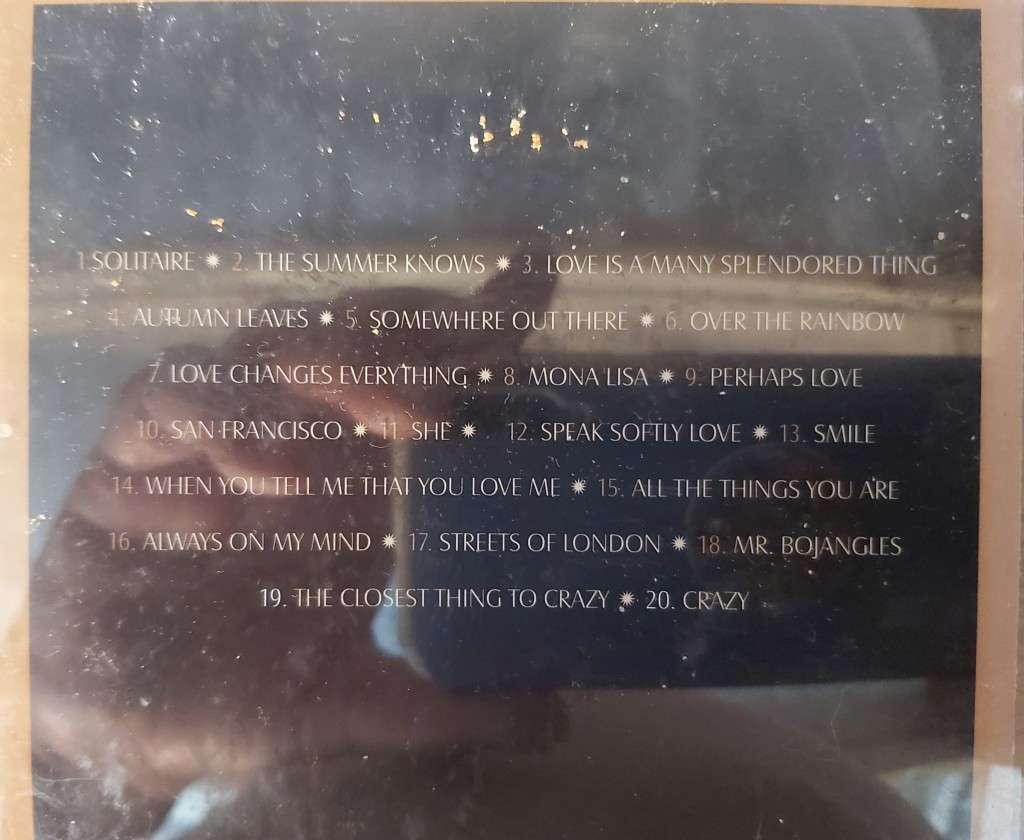 1 SOLITAIRE ✹ 2. THE SUMMER KNOWS ✹ 3. LOVE IS A MANY SPLENDORED THING
4. AUTUMN LEAVES ✹ 5. SOMEWHERE OUT THERE ✹ 6. OVER THE RAINBOW
7. LOVE CHANGES EVERYTHING ✹ 8. MONA LISA ✹ 9. PERHAPS LOVE
10. SAN FRANCISCO ✹ 11. SHE ✹ 12. SPEAK SOFTLY LOVE ✹ 13. SMILE
14. WHEN YOU TELL ME THAT YOU LOVE ME ✹ 15. ALL THE THINGS YOU ARE
16. ALWAYS ON MY MIND ✹ 17. STREETS OF LONDON ✹ 18. MR. BOJANGLES
19. THE CLOSEST THING TO CRAZY ✹ 20. CRAZY